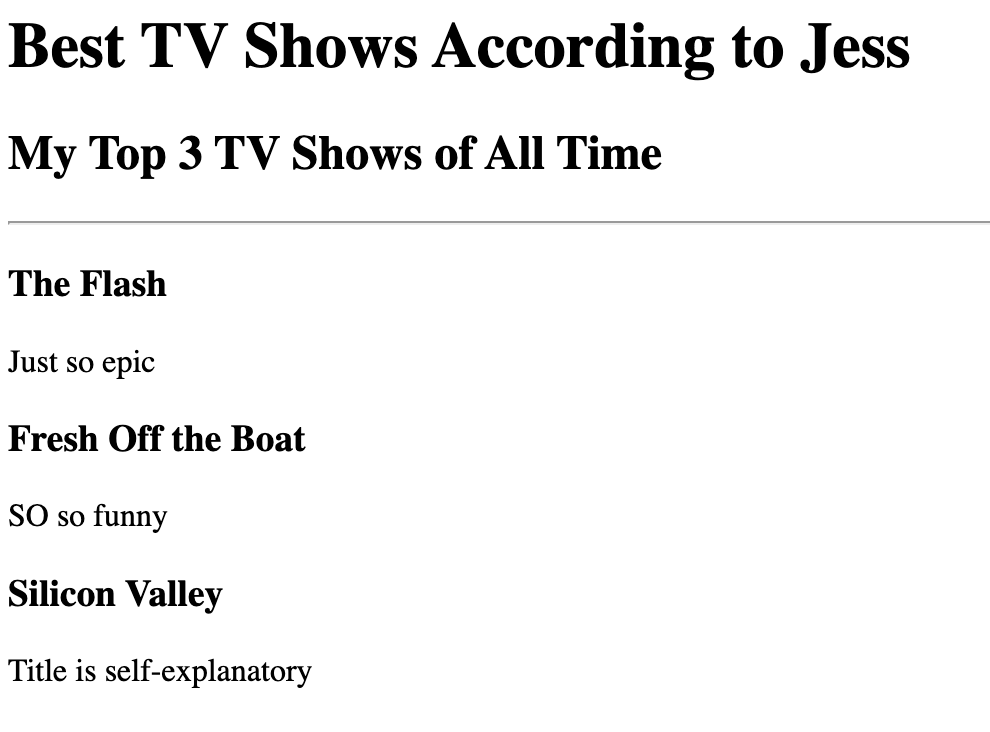 Best TV Shows According to Jess
My Top 3 TV Shows of All Time
The Flash
Just so epic
Fresh Off the Boat
SO so funny
Silicon Valley
Title is self-explanatory